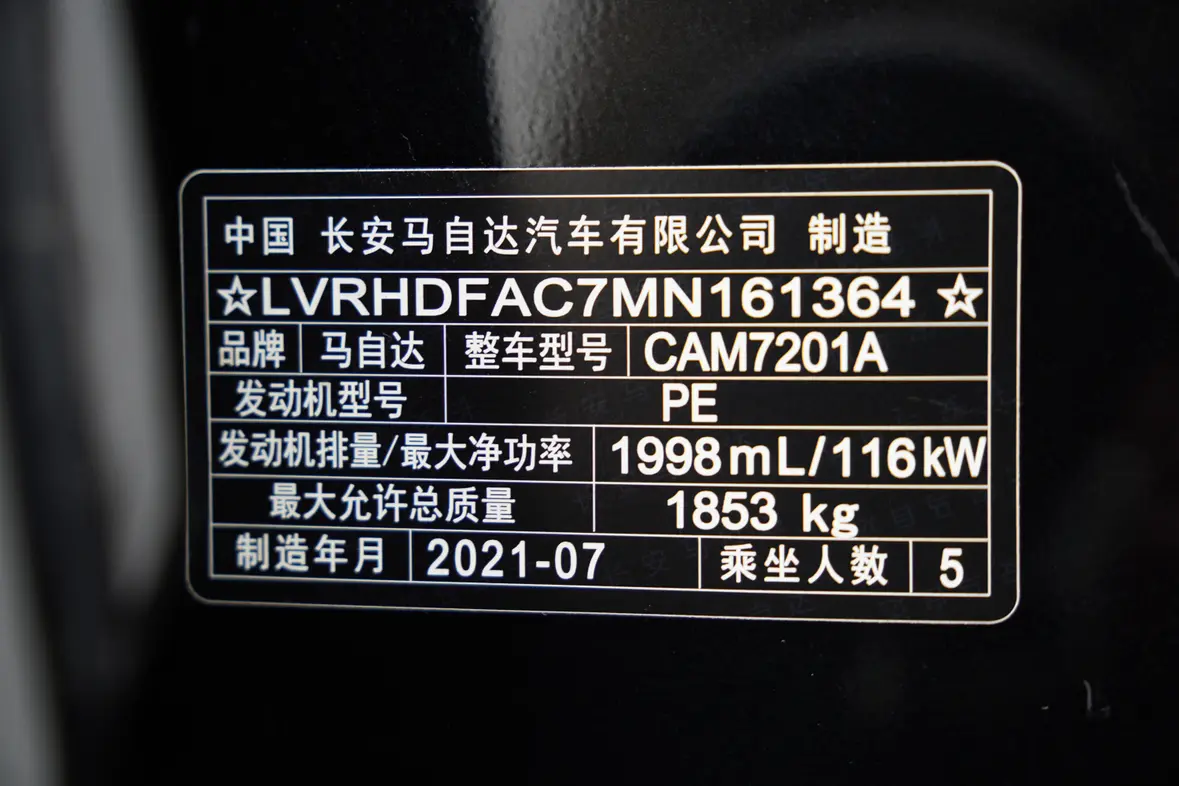 中国 长安马自达汽车有限公司 制造
☆LVRHDFAC7MN161364☆
品牌 马自达 整车型号 CAM7201A
发动机型号 PE
发动机排量/最大净功率 1998mL/116kW
最大允许总质量 1853 kg
制造年月 2021-07 乘坐人数 5